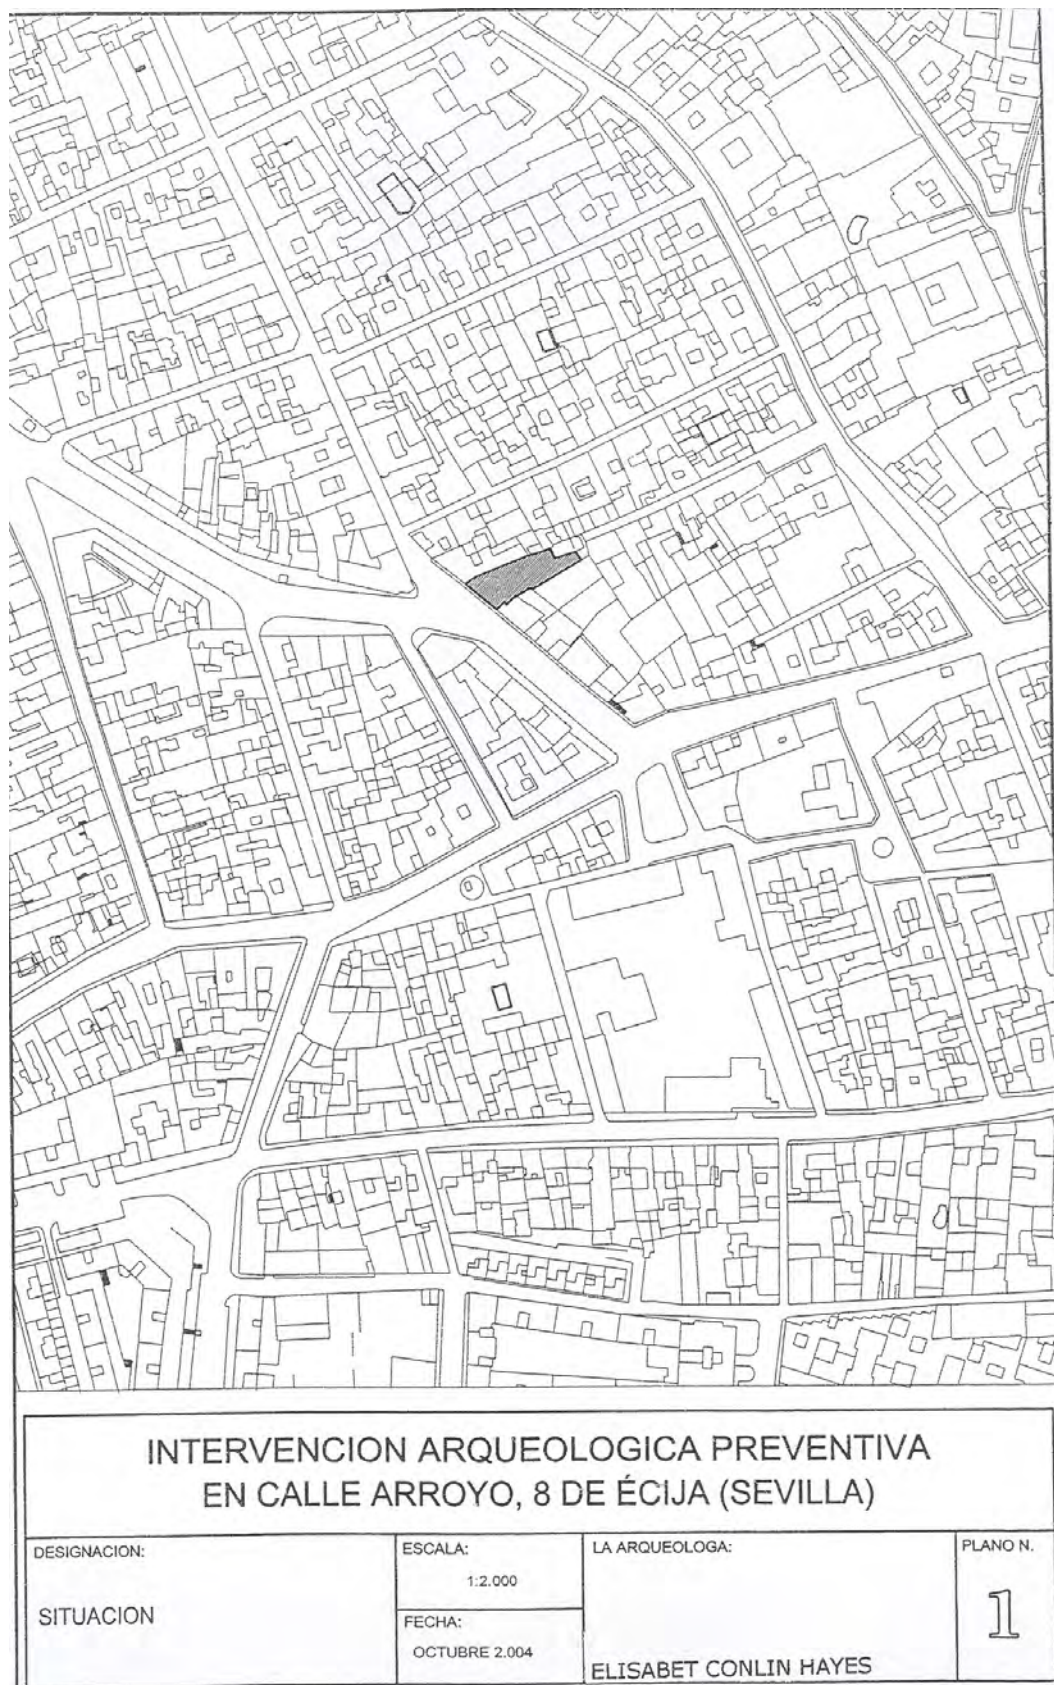 INTERVENCION ARQUEOLOGICA PREVENTIVA
EN CALLE ARROYO, 8 DE ÉCIJA (SEVILLA)
DESIGNACION:
SITUACION
ESCALA:
1:2.000
FECHA:
OCTUBRE 2.004
LA ARQUEOLOGA:
ELISABET CONLIN HAYES
PLANO N.
1